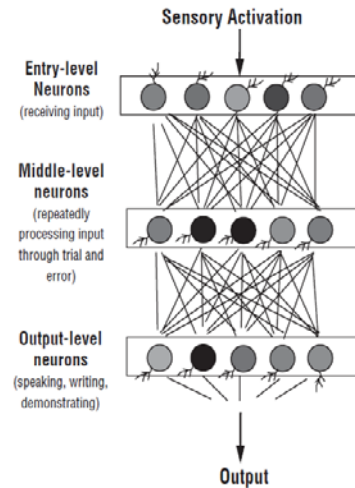 Sensory Activation
Entry-level
Neurons
(receiving input)
Middle-level
neurons
(repeatedly
processing input
through trial and
error)
Output-level
neurons
(speaking, writing,
demonstrating)
Output